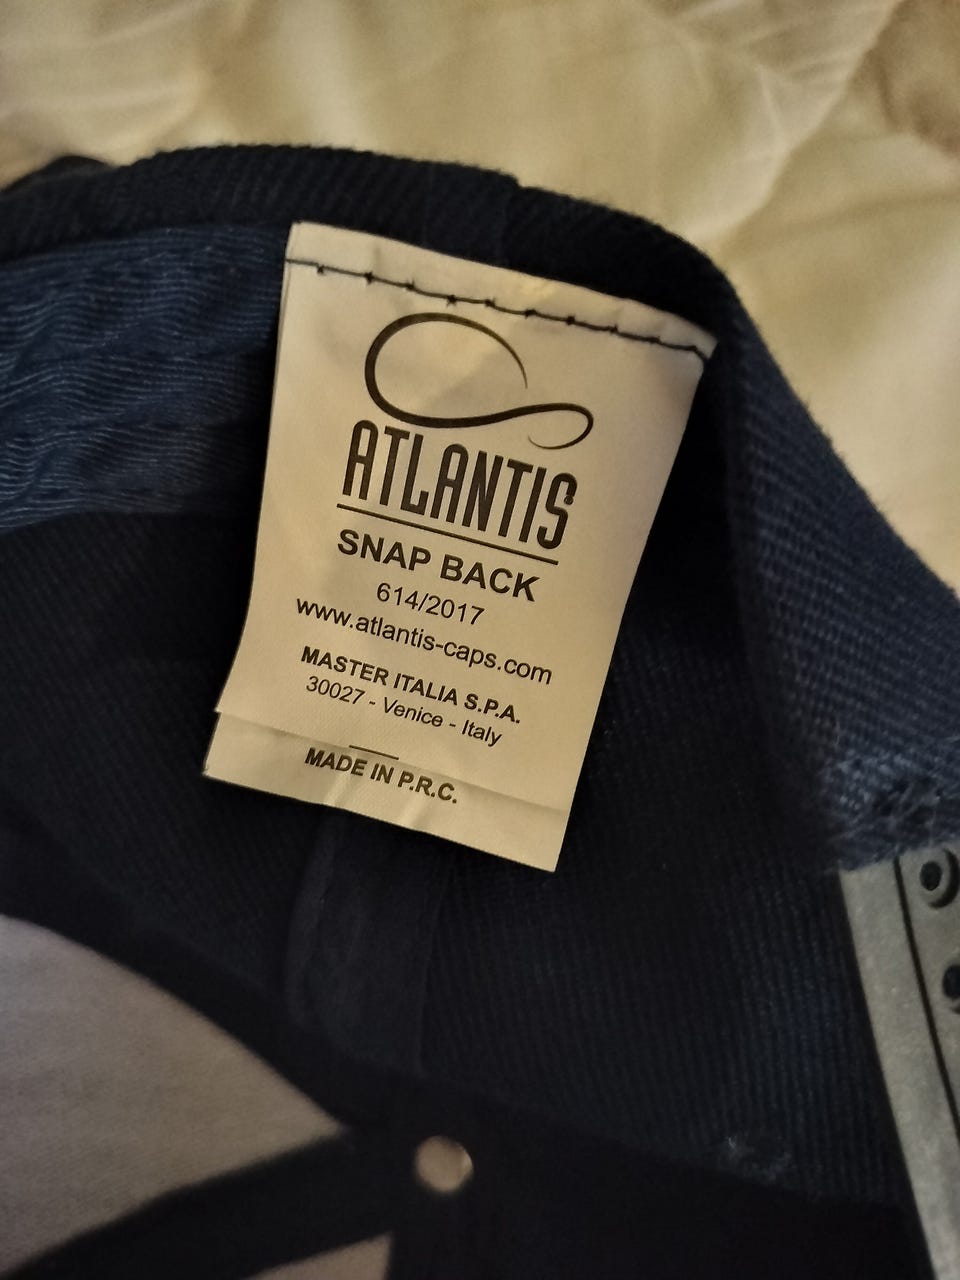 ATLANTIS
SNAP BACK
614/2017
www.atlantis-caps.com
MASTER ITALIA S.P.A.
30027 - Venice - Italy
MADE IN P.R.C.